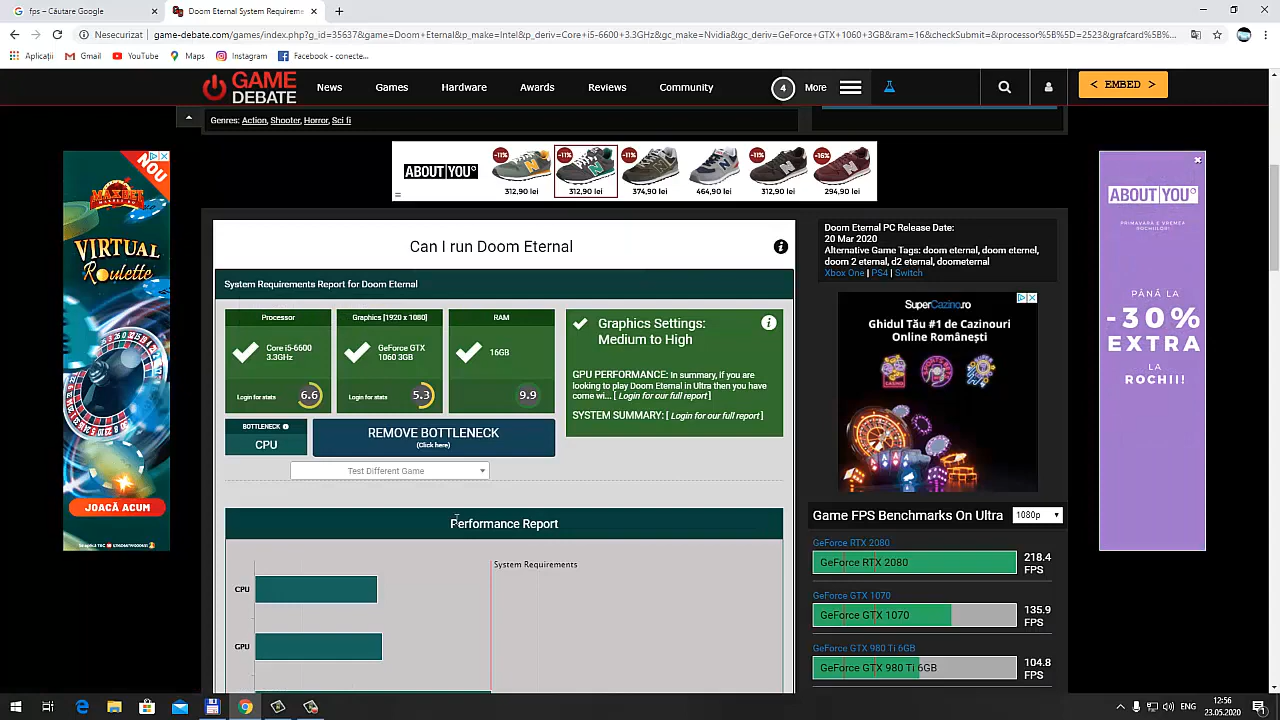 fps – Căutare Google
Doom Eternal System Requireme
Nesecurizat | game-debate.com/games/index.php?g_id=35637&game=Doom+Eternal&p_make=Intel&p_deriv=Core+i5-6600+3.3GHz&gc_make=Nvidia&gc_deriv=GeForce+GTX+1060+3GB&ram=16&checkSubmit=&processor%5B%5D=2523&grafcard%5B%...
Aplicații
Gmail
YouTube
Maps
Instagram
Facebook - conecte...
GAME DEBATE
News
Games
Hardware
Awards
Reviews
Community
4
More
< EMBED >
Genres: Action, Shooter, Horror, Sci fi
ABOUT YOU°
-11%
-11%
-11%
-11%
-16%
312,90 lei
312,90 lei
374,90 lei
464,90 lei
312,90 lei
294,90 lei
NOU
MAXBET
VIRTUAL
Roulette
JOACĂ ACUM
Can I run Doom Eternal
System Requirements Report for Doom Eternal
Processor
Core i5-6600
3.3GHz
Login for stats
6.6
Graphics [1920 x 1080]
GeForce GTX
1060 3GB
Login for stats
5.3
RAM
16GB
9.9
Graphics Settings:
Medium to High
GPU PERFORMANCE: In summary, if you are
looking to play Doom Eternal in Ultra then you have
come wi... [ Login for our full report ]
SYSTEM SUMMARY: [ Login for our full report ]
BOTTLENECK
CPU
REMOVE BOTTLENECK
(Click here)
Test Different Game
Performance Report
System Requirements
CPU
GPU
Doom Eternal PC Release Date:
20 Mar 2020
Alternative Game Tags: doom eternal, doom eternel,
doom 2 eternal, d2 eternal, doometernal
Xbox One | PS4 | Switch
SuperCazino.ro
Ghidul Tău #1 de Cazinouri
Online Românești
Game FPS Benchmarks On Ultra
1080p
GeForce RTX 2080
GeForce RTX 2080
218.4
FPS
GeForce GTX 1070
GeForce GTX 1070
135.9
FPS
GeForce GTX 980 Ti 6GB
GeForce GTX 980 Ti 6GB
104.8
FPS
ABOUT YOU°
PRIMAVARA E VREMEA
ROCHIILOR!
PÂNĂ LA
-30%
EXTRA
LA
ROCHII!
ENG
12:56
23.05.2020